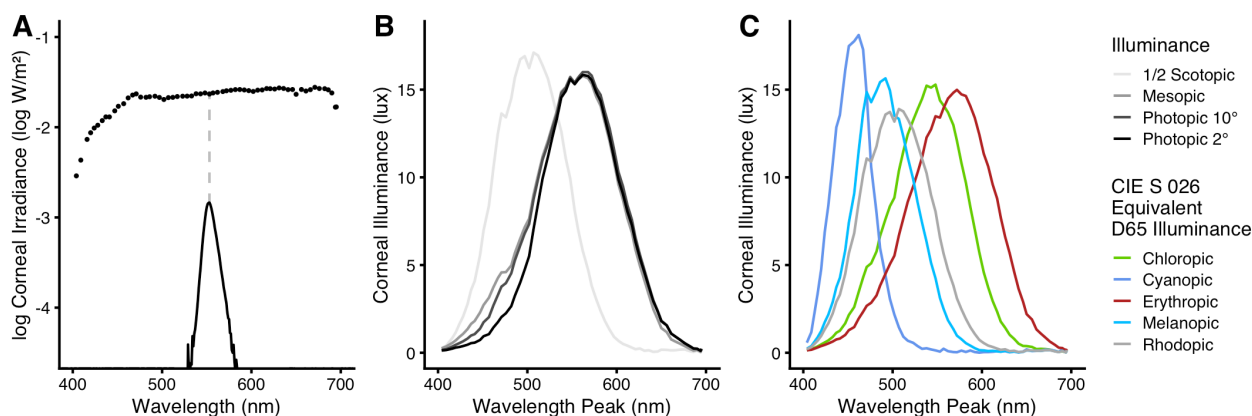 A
log Corneal Irradiance (log W/m²)
-1
-2
-3
-4
400
500
600
700
Wavelength (nm)
B
Corneal Illuminance (lux)
15
10
5
0
400
500
600
700
Wavelength Peak (nm)
C
Corneal Illuminance (lux)
15
10
5
0
400
500
600
700
Wavelength Peak (nm)
Illuminance
1/2 Scotopic
Mesopic
Photopic 10°
Photopic 2°
CIE S 026
Equivalent
D65 Illuminance
Chloropic
Cyanopic
Erythropic
Melanopic
Rhodopic